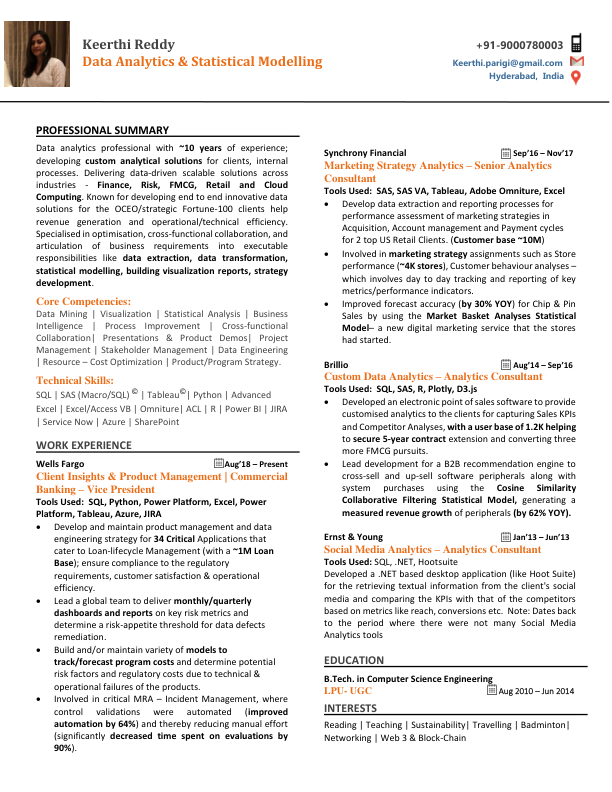 Keerthi Reddy
Data Analytics & Statistical Modelling
+91-9000780003
Keerthi.parigi@gmail.com
Hyderabad, India
PROFESSIONAL SUMMARY
Data analytics professional with ~10 years of experience;
developing custom analytical solutions for clients, internal
processes. Delivering data-driven scalable solutions across
industries - Finance, Risk, FMCG, Retail and Cloud
Computing. Known for developing end to end innovative data
solutions for the OCEO/strategic Fortune-100 clients help
revenue generation and operational/technical efficiency.
Specialised in optimisation, cross-functional collaboration, and
articulation of business requirements into executable
responsibilities like data extraction, data transformation,
statistical modelling, building visualization reports, strategy
development.
Core Competencies:
Data Mining | Visualization | Statistical Analysis | Business
Intelligence | Process Improvement | Cross-functional
Collaboration| Presentations & Product Demos| Project
Management | Stakeholder Management | Data Engineering
| Resource – Cost Optimization | Product/Program Strategy.
Technical Skills:
SQL | SAS (Macro/SQL) © | Tableau©| Python | Advanced
Excel | Excel/Access VB | Omniture| ACL | R | Power BI | JIRA
| Service Now | Azure | SharePoint
WORK EXPERIENCE
Wells Fargo Aug’18 – Present
Client Insights & Product Management | Commercial
Banking – Vice President
Tools Used: SQL, Python, Power Platform, Excel, Power
Platform, Tableau, Azure, JIRA
• Develop and maintain product management and data
engineering strategy for 34 Critical Applications that
cater to Loan-lifecycle Management (with a ~1M Loan
Base); ensure compliance to the regulatory
requirements, customer satisfaction & operational
efficiency.
• Lead a global team to deliver monthly/quarterly
dashboards and reports on key risk metrics and
determine a risk-appetite threshold for data defects
remediation.
• Build and/or maintain variety of models to
track/forecast program costs and determine potential
risk factors and regulatory costs due to technical &
operational failures of the products.
• Involved in critical MRA – Incident Management, where
control validations were automated (improved
automation by 64%) and thereby reducing manual effort
(significantly decreased time spent on evaluations by
90%).
Synchrony Financial Sep’16 – Nov’17
Marketing Strategy Analytics – Senior Analytics
Consultant
Tools Used: SAS, SAS VA, Tableau, Adobe Omniture, Excel
• Develop data extraction and reporting processes for
performance assessment of marketing strategies in
Acquisition, Account management and Payment cycles
for 2 top US Retail Clients. (Customer base ~10M)
• Involved in marketing strategy assignments such as Store
performance (~4K stores), Customer behaviour analyses –
which involves day to day tracking and reporting of key
metrics/performance indicators.
• Improved forecast accuracy (by 30% YOY) for Chip & Pin
Sales by using the Market Basket Analyses Statistical
Model– a new digital marketing service that the stores
had started.
Brillio Aug’14 – Sep’16
Custom Data Analytics – Analytics Consultant
Tools Used: SQL, SAS, R, Plotly, D3.js
• Developed an electronic point of sales software to provide
customised analytics to the clients for capturing Sales KPIs
and Competitor Analyses, with a user base of 1.2K helping
to secure 5-year contract extension and converting three
more FMCG pursuits.
• Lead development for a B2B recommendation engine to
cross-sell and up-sell software peripherals along with
system purchases using the Cosine Similarity
Collaborative Filtering Statistical Model, generating a
measured revenue growth of peripherals (by 62% YOY).
Ernst & Young Jan’13 – Jun’13
Social Media Analytics – Analytics Consultant
Tools Used: SQL, .NET, Hootsuite
Developed a .NET based desktop application (like Hoot Suite)
for the retrieving textual information from the client's social
media and comparing the KPIs with that of the competitors
based on metrics like reach, conversions etc. Note: Dates back
to the period where there were not many Social Media
Analytics tools
EDUCATION
B.Tech. in Computer Science Engineering
LPU- UGC Aug 2010 – Jun 2014
INTERESTS
Reading | Teaching | Sustainability| Travelling | Badminton|
Networking | Web 3 & Block-Chain